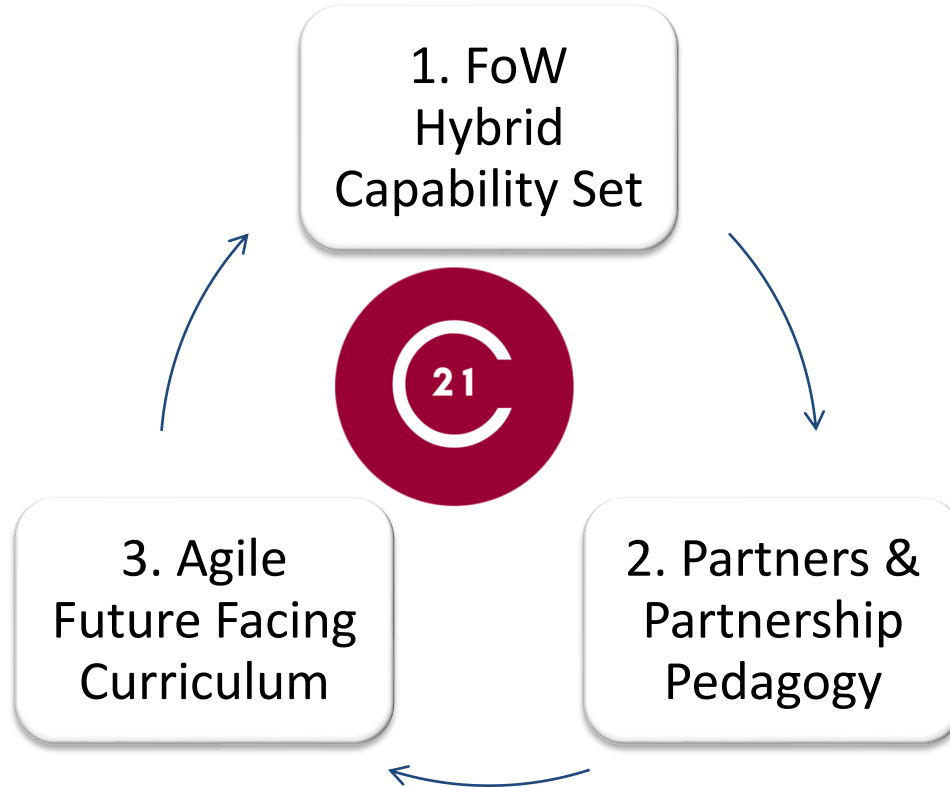 1. FoW
Hybrid
Capability Set
C
21
3. Agile
Future Facing
Curriculum
2. Partners &
Partnership
Pedagogy